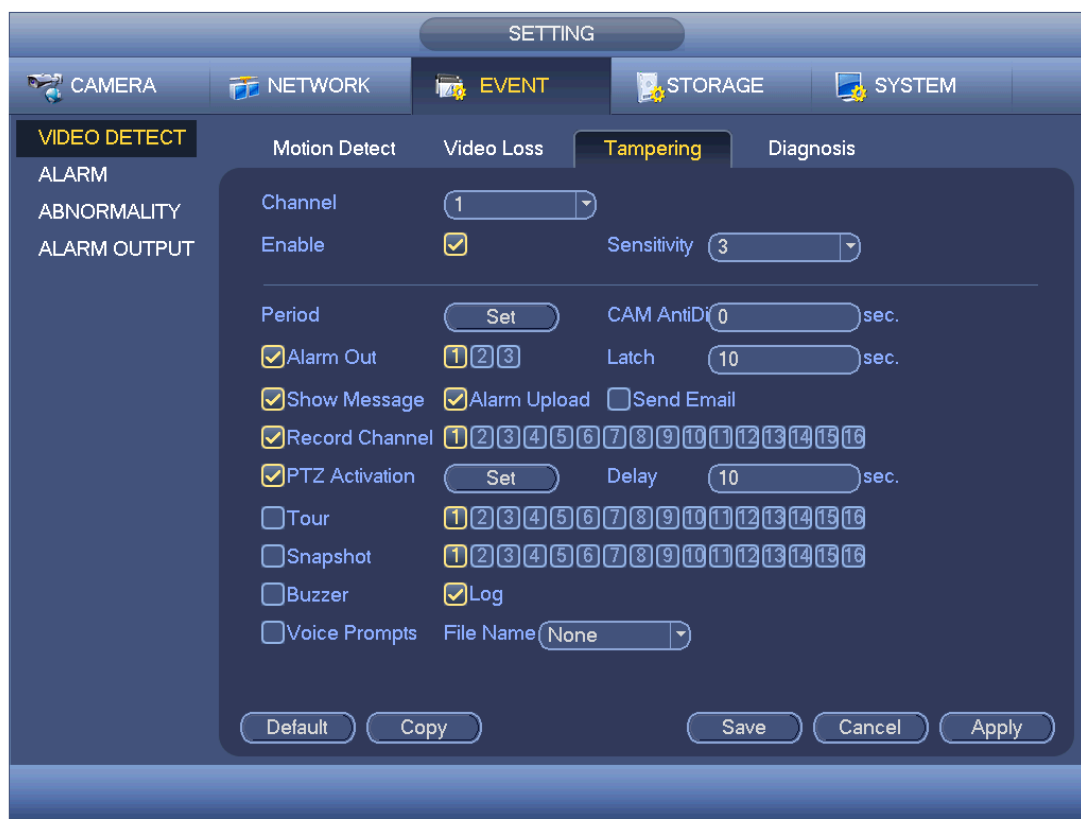 SETTING
CAMERA NETWORK EVENT STORAGE SYSTEM
VIDEO DETECT
ALARM
ABNORMALITY
ALARM OUTPUT
Motion Detect Video Loss Tampering Diagnosis
Channel 1
Enable Sensitivity 3
Period Set CAM AntiDi 0 sec.
Alarm Out 1 2 3 Latch 10 sec.
Show Message Alarm Upload Send Email
Record Channel 1 2 3 4 5 6 7 8 9 10 11 12 13 14 15 16
PTZ Activation Set Delay 10 sec.
Tour 1 2 3 4 5 6 7 8 9 10 11 12 13 14 15 16
Snapshot 1 2 3 4 5 6 7 8 9 10 11 12 13 14 15 16
Buzzer Log
Voice Prompts File Name None
Default Copy Save Cancel Apply